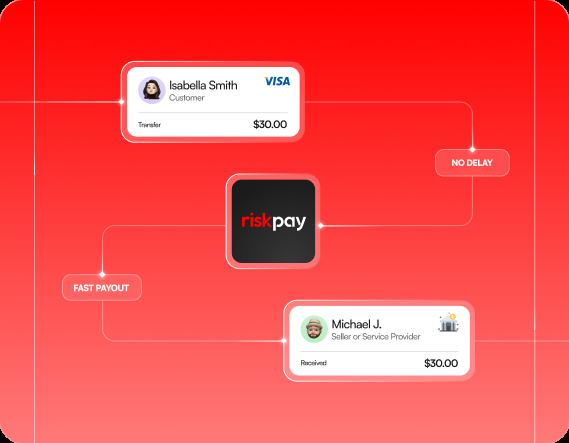 Isabella Smith
VISA
Customer
Transfer
$30.00
NO DELAY
riskpay
FAST PAYOUT
Michael J.
Seller or Service Provider
Received
$30.00